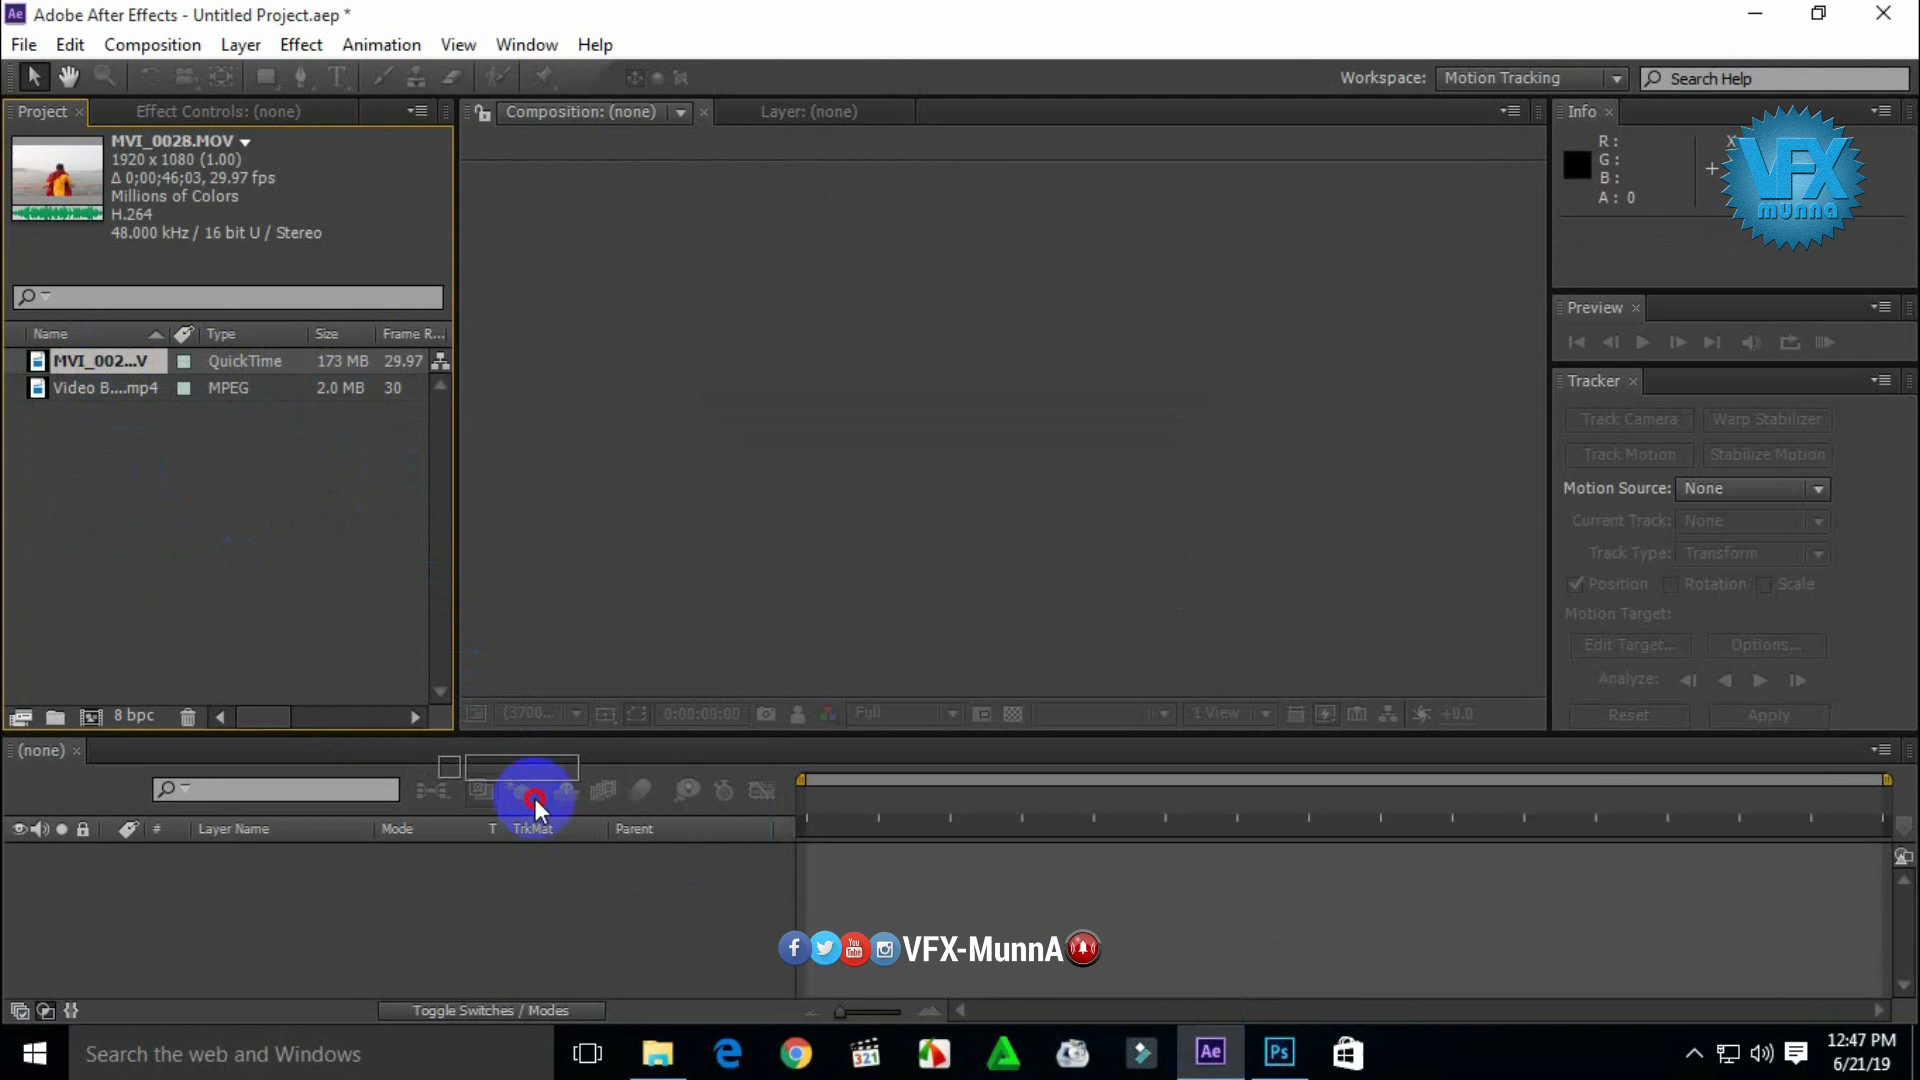 Adobe After Effects - Untitled Project.aep *
File Edit Composition Layer Effect Animation View Window Help
Workspace: Motion Tracking Search Help
Project Effect Controls: (none) Composition: (none) Layer: (none) Info
MVI_0028.MOV
1920 x 1080 (1.00)
Δ 0;00;46;03, 29.97 fps
Millions of Colors
H.264
48.000 kHz / 16 bit U / Stereo
R:
G:
B:
A: 0
X
VFX
munna
Preview
Name Type Size Frame R...
MVI_002...V QuickTime 173 MB 29.97
Video B....mp4 MPEG 2.0 MB 30
Tracker
Track Camera Warp Stabilizer
Track Motion Stabilize Motion
Motion Source: None
Current Track: None
Track Type: Transform
Position Rotation Scale
Motion Target:
Edit Target... Options...
Analyze:
Reset Apply
8 bpc (3700... 0:00:00:00 Full 1 View +0.0
(none)
# Layer Name Mode T TrkMat Parent
VFX-MunnA
You
Tube
Toggle Switches / Modes
Search the web and Windows
321
Ae
Ps
12:47 PM
6/21/19